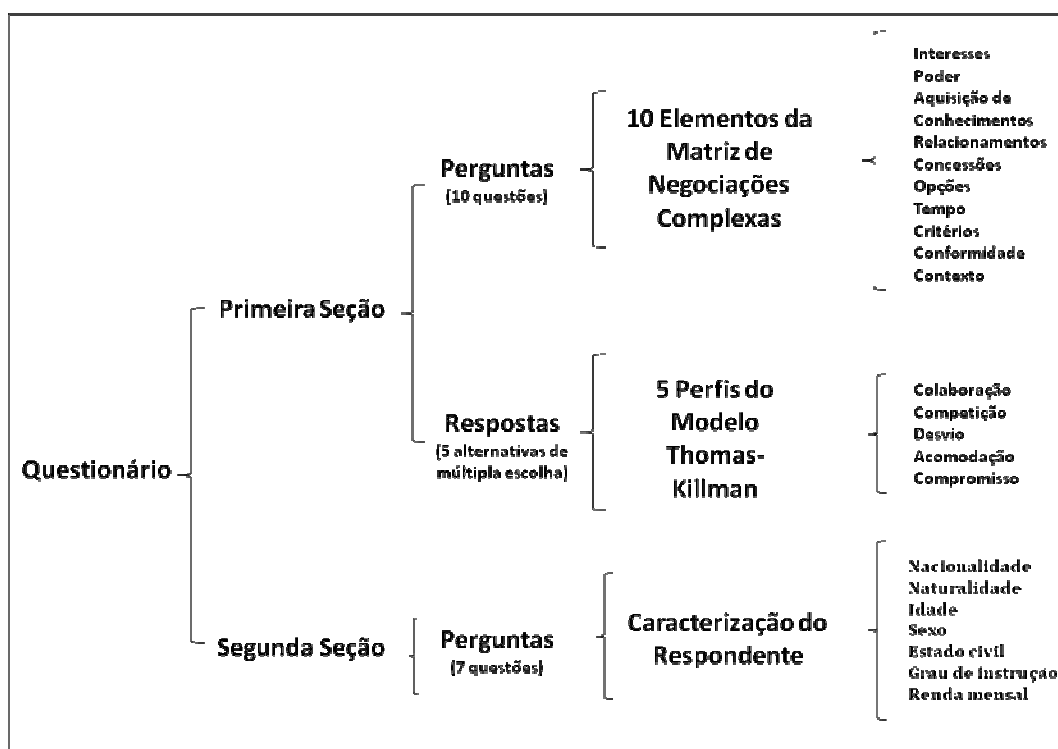 Questionário
Primeira Seção
Perguntas
(10 questões)
10 Elementos da
Matriz de
Negociações
Complexas
Interesses
Poder
Aquisição de
Conhecimentos
Relacionamentos
Concessões
Opções
Tempo
Critérios
Conformidade
Contexto
Respostas
(5 alternativas de
múltipla escolha)
5 Perfis do
Modelo
Thomas-
Killman
Colaboração
Competição
Desvio
Acomodação
Compromisso
Segunda Seção
Perguntas
(7 questões)
Caracterização do
Respondente
Nacionalidade
Naturalidade
Idade
Sexo
Estado civil
Grau de instrução
Renda mensal